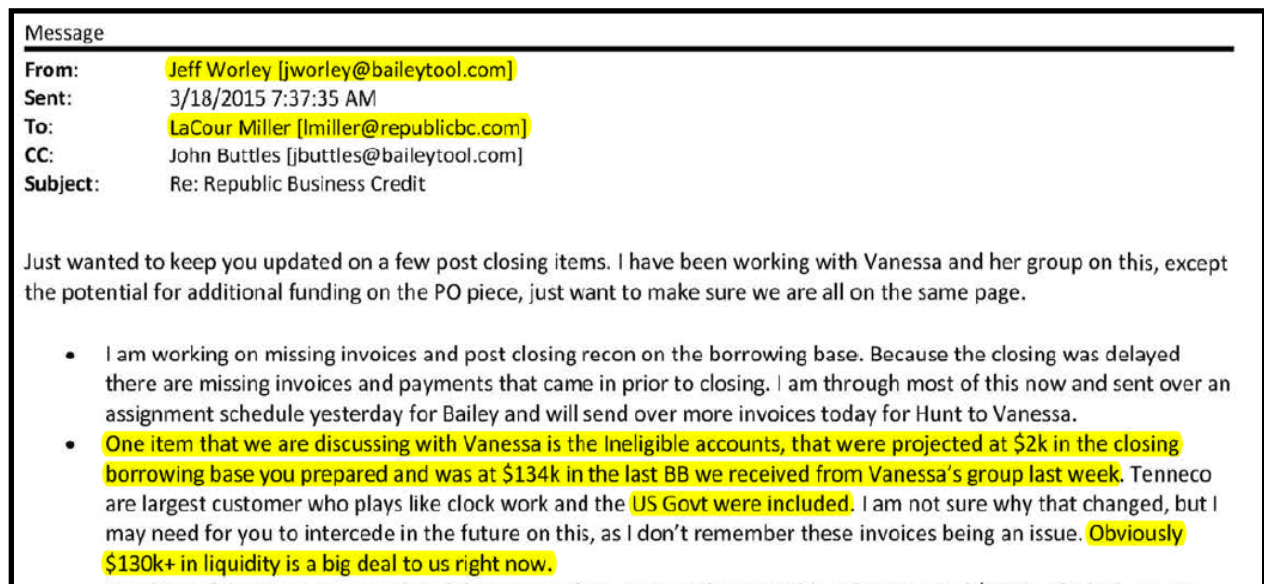 Message
From: Jeff Worley [jworley@baileytool.com]
Sent: 3/18/2015 7:37:35 AM
To: LaCour Miller [lmiller@republicbc.com]
CC: John Buttles [jbuttles@baileytool.com]
Subject: Re: Republic Business Credit
Just wanted to keep you updated on a few post closing items. I have been working with Vanessa and her group on this, except
the potential for additional funding on the PO piece, just want to make sure we are all on the same page.
• I am working on missing invoices and post closing recon on the borrowing base. Because the closing was delayed
there are missing invoices and payments that came in prior to closing. I am through most of this now and sent over an
assignment schedule yesterday for Bailey and will send over more invoices today for Hunt to Vanessa.
• One item that we are discussing with Vanessa is the Ineligible accounts, that were projected at $2k in the closing
borrowing base you prepared and was at $134k in the last BB we received from Vanessa's group last week. Tenneco
are largest customer who plays like clock work and the US Govt were included. I am not sure why that changed, but I
may need for you to intercede in the future on this, as I don't remember these invoices being an issue. Obviously
$130k+ in liquidity is a big deal to us right now.